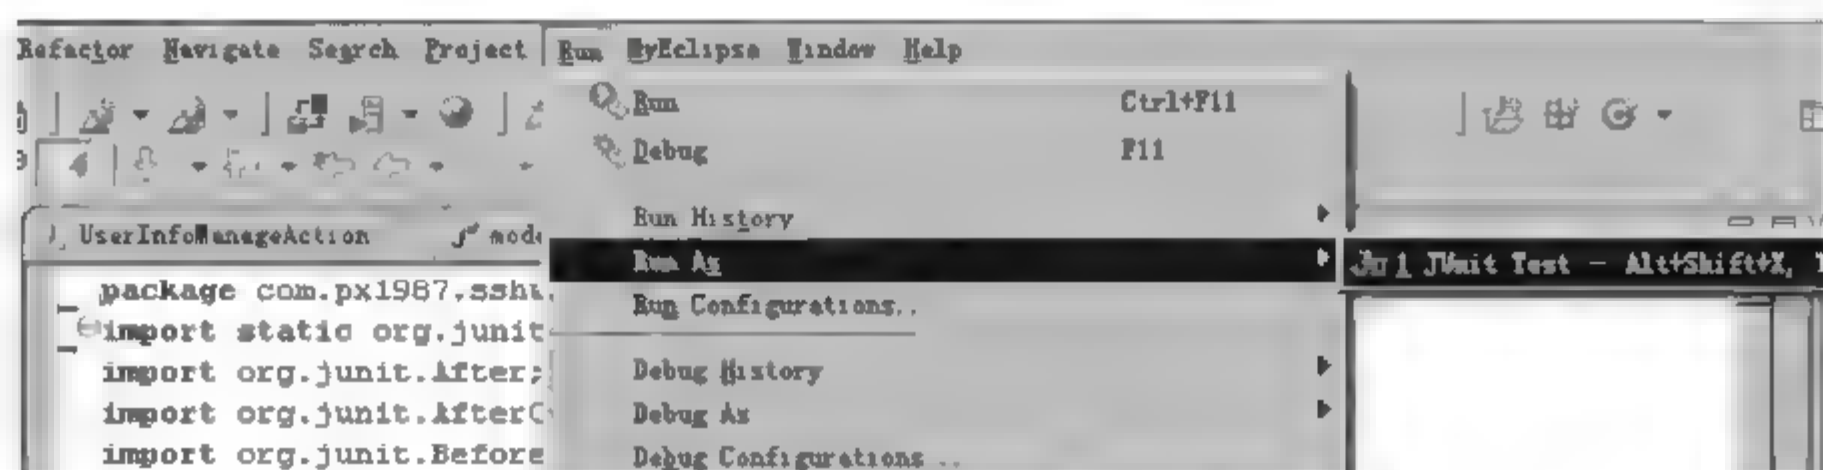 Refactor Navigate Search Project Run MyEclipse Window Help
Run Ctrl+F11
Debug F11
Run History
UserInfoManageAction mode
Run As
1 JUnit Test - Alt+Shift+X,
package com.px1987.sshu.
Run Configurations..
import static org.junit
import org.junit.After;
Debug History
import org.junit.AfterC
Debug As
import org.junit.Before
Debug Configurations ..